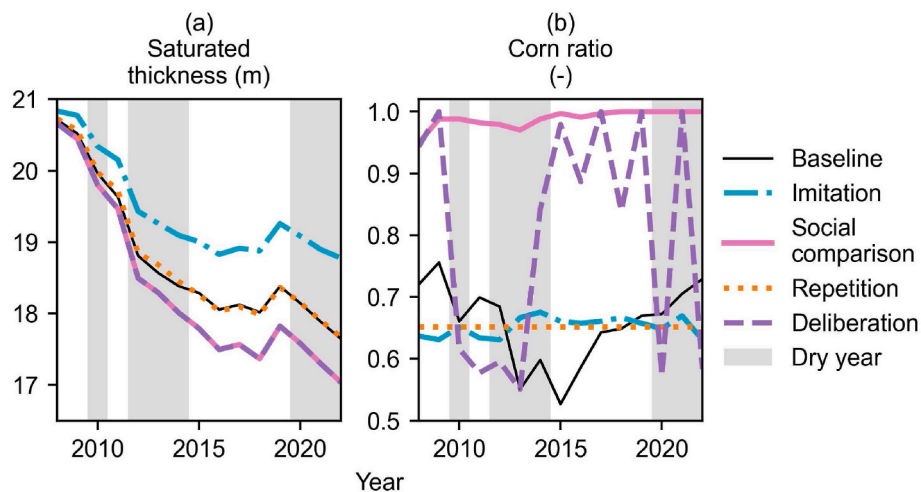 (a)
Saturated
thickness (m)
21
20
19
18
17
2010
2015
2020
(b)
Corn ratio
(-)
1.0
0.9
0.8
0.7
0.6
0.5
2010
2015
2020
Year
Baseline
Imitation
Social
comparison
Repetition
Deliberation
Dry year